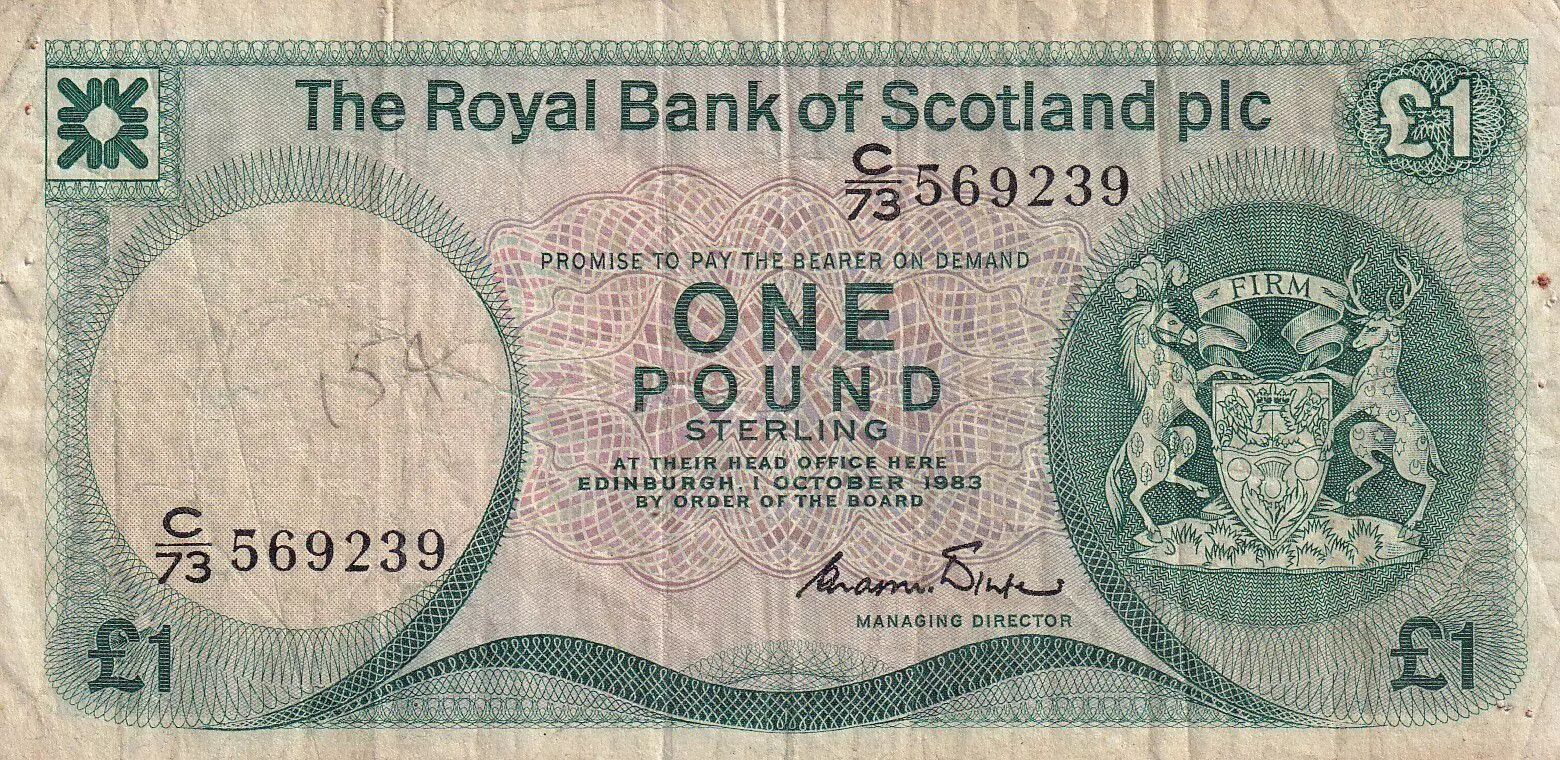 The Royal Bank of Scotland plc
£1
C/73 569239
PROMISE TO PAY THE BEARER ON DEMAND
FIRM
ONE
POUND
STERLING
54
AT THEIR HEAD OFFICE HERE
EDINBURGH, 1 OCTOBER 1983
BY ORDER OF THE BOARD
C/73 569239
MANAGING DIRECTOR
£1
£1